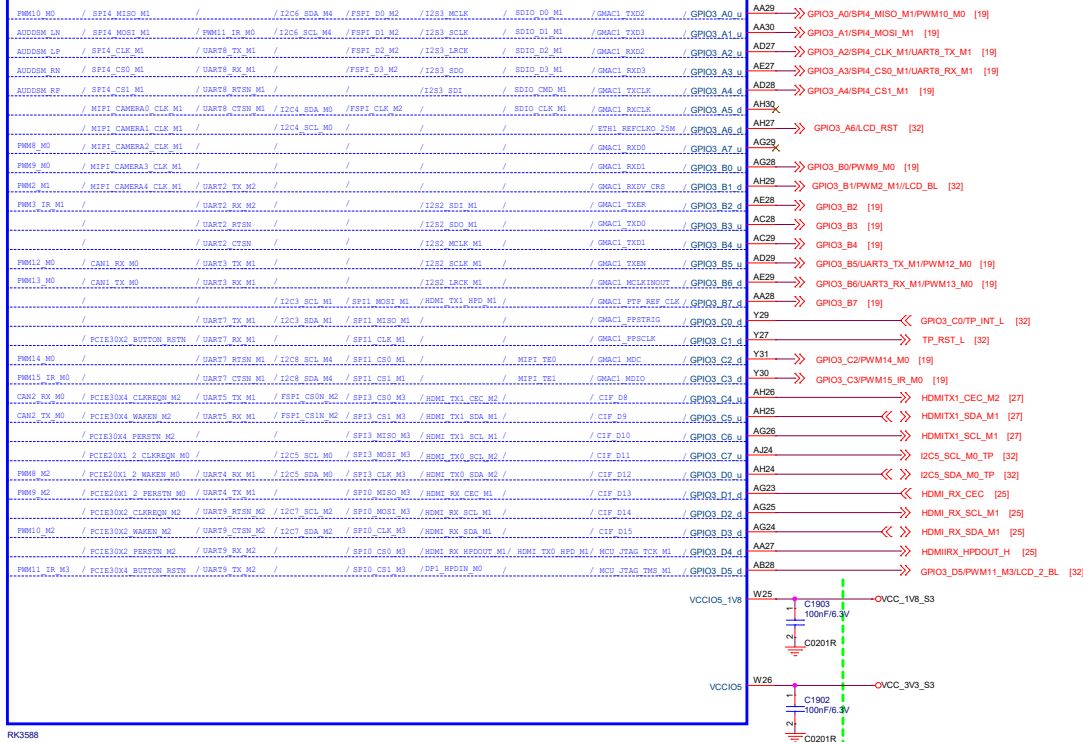 PWM10_M0 / SPI4_MISO_M1 / / I2C6_SDA_M4 / FSPI_D0_M2 / I2S3_MCLK / SDIO_D0_M1 / GMAC1_TXD2 / GPIO3_A0_u AA29 GPIO3_A0/SPI4_MISO_M1/PWM10_M0 [19]
AUDDSM_LN / SPI4_MOSI_M1 / PWM11_IR_M0 / I2C6_SCL_M4 / FSPI_D1_M2 / I2S3_SCLK / SDIO_D1_M1 / GMAC1_TXD3 / GPIO3_A1_u AA30 GPIO3_A1/SPI4_MOSI_M1 [19]
AUDDSM_LP / SPI4_CLK_M1 / UART8_TX_M1 / / FSPI_D2_M2 / I2S3_LRCK / SDIO_D2_M1 / GMAC1_RXD2 / GPIO3_A2_u AD27 GPIO3_A2/SPI4_CLK_M1/UART8_TX_M1 [19]
AUDDSM_RN / SPI4_CS0_M1 / UART8_RX_M1 / /FSPI_D3_M2 / I2S3_SDO / SDIO_D3_M1 / GMAC1_RXD3 / GPIO3_A3_u AE27 GPIO3_A3/SPI4_CS0_M1/UART8_RX_M1 [19]
AUDDSM_RP / SPI4_CS1_M1 / UART8_RTSN_M1 / / / I2S3_SDI / SDIO_CMD_M1 / GMAC1_TXCLK / GPIO3_A4_d AD28 GPIO3_A4/SPI4_CS1_M1 [19]
/ MIPI_CAMERA0_CLK_M1 / UART8_CTSN_M1 / I2C4_SDA_M0 / FSPI_CLK_M2 / / SDIO_CLK_M1 / GMAC1_RXCLK / GPIO3_A5_d AH30
/ MIPI_CAMERA1_CLK_M1 / / I2C4_SCL_M0 / / / / ETH1_REFCLKO_25M / GPIO3_A6_d AH27 GPIO3_A6/LCD_RST [32]
PWM8_M0 / MIPI_CAMERA2_CLK_M1 / / / / / / GMAC1_RXD0 / GPIO3_A7_u AG29
PWM9_M0 / MIPI_CAMERA3_CLK_M1 / / / / / / GMAC1_RXD1 / GPIO3_B0_u AG28 GPIO3_B0/PWM9_M0 [19]
PWM2_M1 / MIPI_CAMERA4_CLK_M1 / UART2_TX_M2 / / / / / GMAC1_RXDV_CRS / GPIO3_B1_d AH29 GPIO3_B1/PWM2_M1//LCD_BL [32]
PWM3_IR_M1 / / UART2_RX_M2 / / / I2S2_SDI_M1 / / GMAC1_TXER / GPIO3_B2_d AE28 GPIO3_B2 [19]
/ / UART2_RTSN / / / I2S2_SDO_M1 / / GMAC1_TXD0 / GPIO3_B3_u AC28 GPIO3_B3 [19]
/ / UART2_CTSN / / / I2S2_MCLK_M1 / / GMAC1_TXD1 / GPIO3_B4_u AC29 GPIO3_B4 [19]
PWM12_M0 / CAN1_RX_M0 / UART3_TX_M1 / / / I2S2_SCLK_M1 / / GMAC1_TXEN / GPIO3_B5_u AD29 GPIO3_B5/UART3_TX_M1/PWM12_M0 [19]
PWM13_M0 / CAN1_TX_M0 / UART3_RX_M1 / / / I2S2_LRCK_M1 / / GMAC1_MCLKINOUT / GPIO3_B6_d AE29 GPIO3_B6/UART3_RX_M1/PWM13_M0 [19]
/ / / I2C3_SCL_M1 / SPI1_MOSI_M1 / HDMI_TX1_HPD_M1 / / GMAC1_PTP_REF_CLK / GPIO3_B7_d AA28 GPIO3_B7 [19]
/ / UART7_TX_M1 / I2C3_SDA_M1 / SPI1_MISO_M1 / / / GMAC1_PPSTRIG / GPIO3_C0_d Y29 GPIO3_C0/TP_INT_L [32]
/ PCIE30X2_BUTTON_RSTN / UART7_RX_M1 / / SPI1_CLK_M1 / / / GMAC1_PPSCLK / GPIO3_C1_d Y27 TP_RST_L [32]
PWM14_M0 / / UART7_RTSN_M1 / I2C8_SCL_M4 / SPI1_CS0_M1 / / MIPI_TE0 / GMAC1_MDC / GPIO3_C2_d Y31 GPIO3_C2/PWM14_M0 [19]
PWM15_IR_M0 / / UART7_CTSN_M1 / I2C8_SDA_M4 / SPI1_CS1_M1 / / MIPI_TE1 / GMAC1_MDIO / GPIO3_C3_d Y30 GPIO3_C3/PWM15_IR_M0 [19]
CAN2_RX_M0 / PCIE30X4_CLKREQN_M2 / UART5_TX_M1 / FSPI_CS0N_M2 / SPI3_CS0_M3 / HDMI_TX1_CEC_M2 / / CIF_D8 / GPIO3_C4_u AH26 HDMITX1_CEC_M2 [27]
CAN2_TX_M0 / PCIE30X4_WAKEN_M2 / UART5_RX_M1 / FSPI_CS1N_M2 / SPI3_CS1_M3 / HDMI_TX1_SDA_M1 / / CIF_D9 / GPIO3_C5_u AH25 HDMITX1_SDA_M1 [27]
/ PCIE30X4_PERSTN_M2 / / / SPI3_MISO_M3 / HDMI_TX1_SCL_M1 / / CIF_D10 / GPIO3_C6_u AG26 HDMITX1_SCL_M1 [27]
/ PCIE20X1_2_CLKREQN_M0 / / I2C5_SCL_M0 / SPI3_MOSI_M3 / HDMI_TX0_SCL_M2 / / CIF_D11 / GPIO3_C7_u AJ24 I2C5_SCL_M0_TP [32]
PWM8_M2 / PCIE20X1_2_WAKEN_M0 / UART4_RX_M1 / I2C5_SDA_M0 / SPI3_CLK_M3 / HDMI_TX0_SDA_M2 / / CIF_D12 / GPIO3_D0_u AH24 I2C5_SDA_M0_TP [32]
PWM9_M2 / PCIE20X1_2_PERSTN_M0 / UART4_TX_M1 / / SPI0_MISO_M3 / HDMI_RX_CEC_M1 / / CIF_D13 / GPIO3_D1_d AG23 HDMI_RX_CEC [25]
/ PCIE30X2_CLKREQN_M2 / UART9_RTSN_M2 / I2C7_SCL_M2 / SPI0_MOSI_M3 / HDMI_RX_SCL_M1 / / CIF_D14 / GPIO3_D2_d AG25 HDMI_RX_SCL_M1 [25]
PWM10_M2 / PCIE30X2_WAKEN_M2 / UART9_CTSN_M2 / I2C7_SDA_M2 / SPI0_CLK_M3 / HDMI_RX_SDA_M1 / / CIF_D15 / GPIO3_D3_d AG24 HDMI_RX_SDA_M1 [25]
/ PCIE30X2_PERSTN_M2 / UART9_RX_M2 / / SPI0_CS0_M3 / HDMI_RX_HPDOUT_M1 / HDMI_TX0_HPD_M1 / MCU_JTAG_TCK_M1 / GPIO3_D4_d AA27 HDMIIRX_HPDOUT_H [25]
PWM11_IR_M3 / PCIE30X4_BUTTON_RSTN / UART9_TX_M2 / / SPI0_CS1_M3 / DP1_HPDIN_M0 / / MCU_JTAG_TMS_M1 / GPIO3_D5_d AB28 GPIO3_D5/PWM11_M3/LCD_2_BL [32]
VCCIO5_1V8 W25 VCC_1V8_S3
1 C1903
100nF/6.3V
2 C0201R
VCCIO5 W26 VCC_3V3_S3
1 C1902
100nF/6.3V
2 C0201R
RK3588